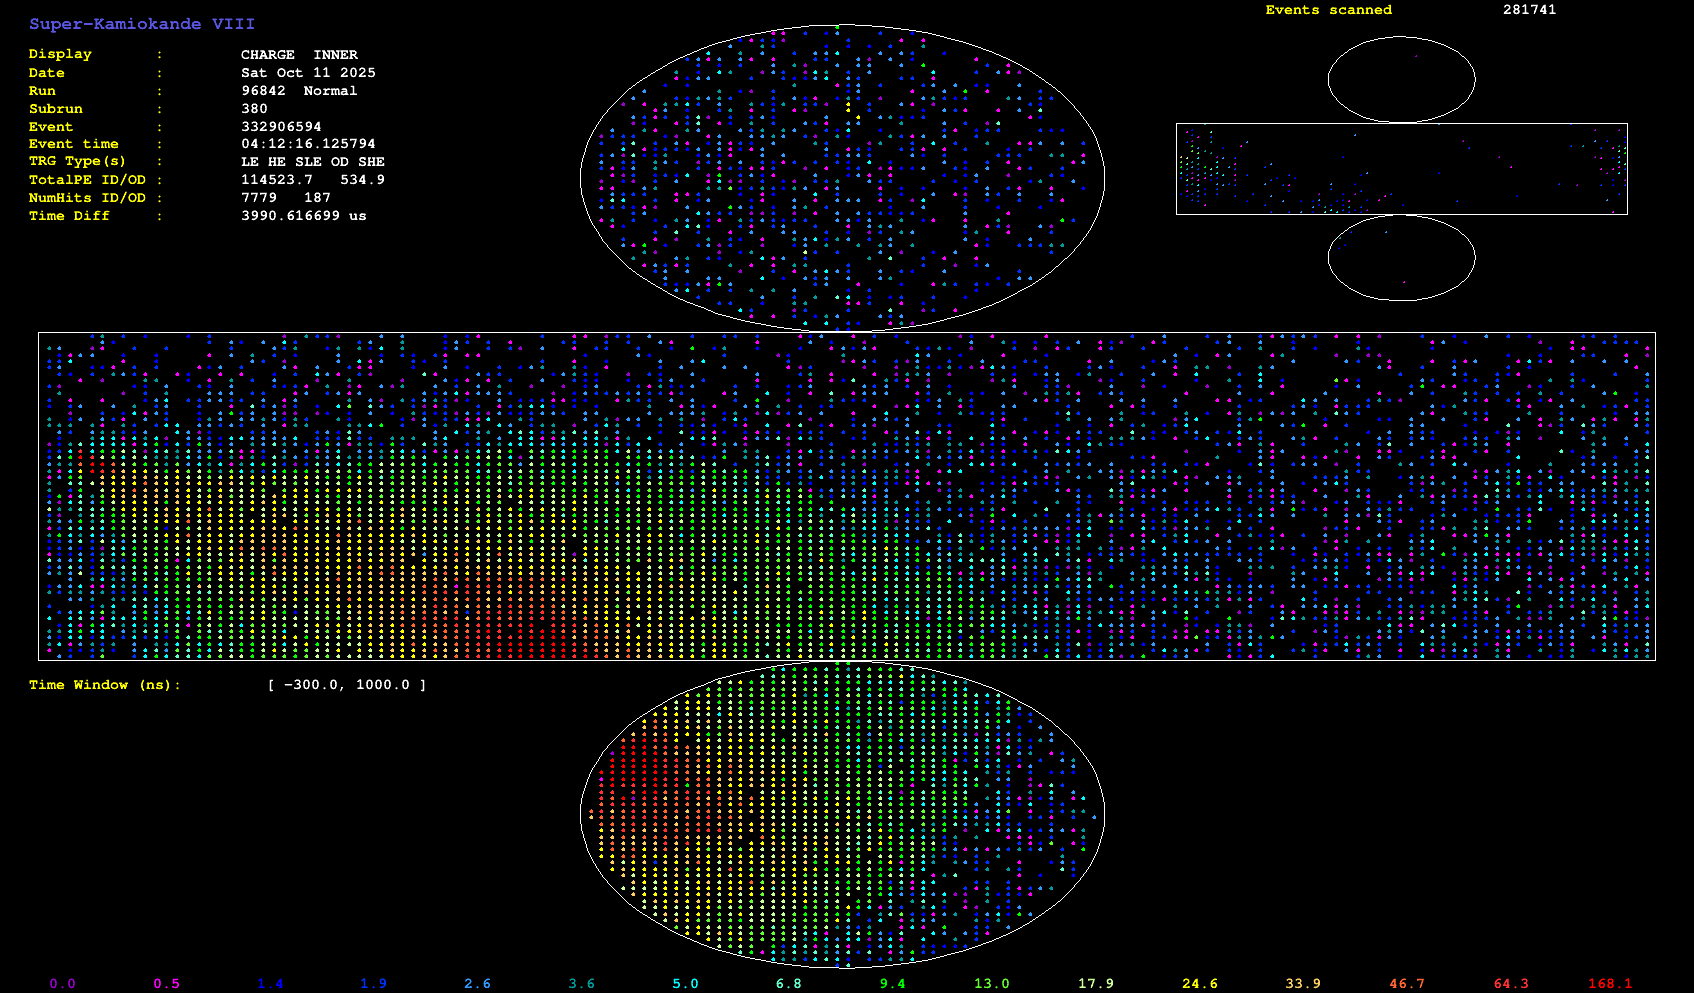 Super-Kamiokande VIII
Events scanned 281741
Display : CHARGE INNER
Date : Sat Oct 11 2025
Run : 96842 Normal
Subrun : 380
Event : 332906594
Event time : 04:12:16.125794
TRG Type(s) : LE HE SLE OD SHE
TotalPE ID/OD : 114523.7 534.9
NumHits ID/OD : 7779 187
Time Diff : 3990.616699 us
Time Window (ns): [ -300.0, 1000.0 ]
0.0 0.5 1.4 1.9 2.6 3.6 5.0 6.8 9.4 13.0 17.9 24.6 33.9 46.7 64.3 168.1